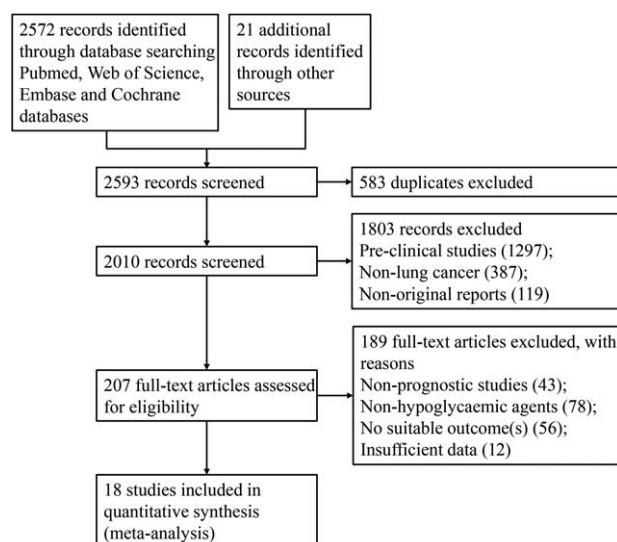 2572 records identified
through database searching
Pubmed, Web of Science,
Embase and Cochrane
databases
21 additional
records identified
through other
sources
2593 records screened
583 duplicates excluded
2010 records screened
1803 records excluded
Pre-clinical studies (1297);
Non-lung cancer (387);
Non-original reports (119)
207 full-text articles assessed
for eligibility
189 full-text articles excluded, with
reasons
Non-prognostic studies (43);
Non-hypoglycaemic agents (78);
No suitable outcome(s) (56);
Insufficient data (12)
18 studies included in
quantitative synthesis
(meta-analysis)